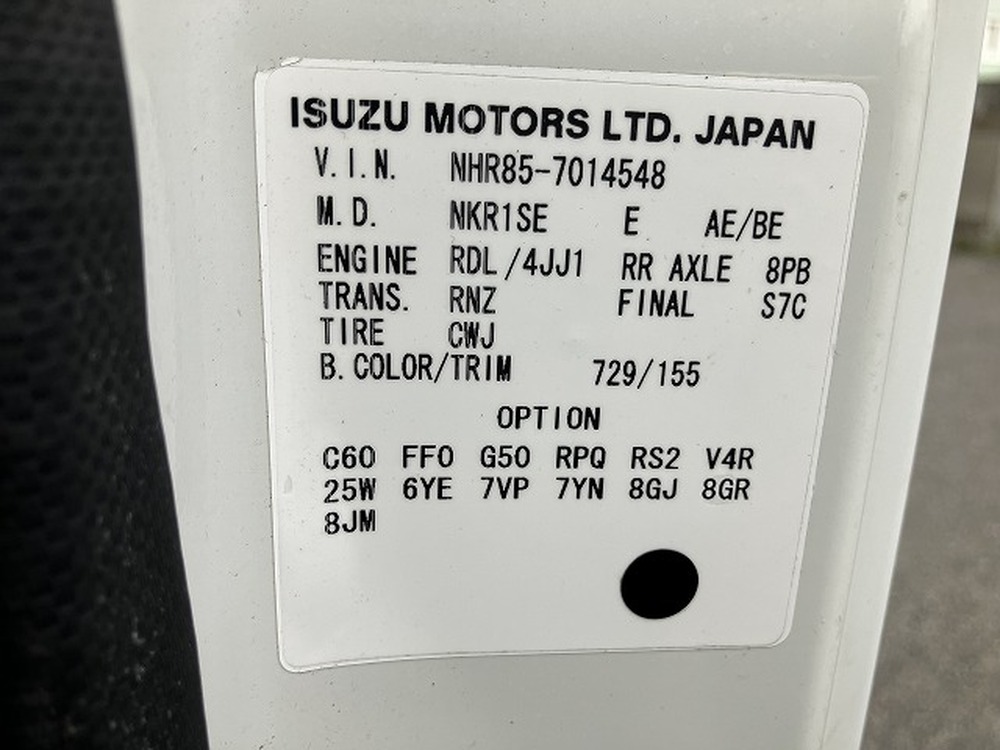 ISUZU MOTORS LTD. JAPAN
V.I.N. NHR85-7014548
M.D. NKR1SE E AE/BE
ENGINE RDL/4JJ1 RR AXLE 8PB
TRANS. RNZ FINAL S7C
TIRE CWJ
B.COLOR/TRIM 729/155
OPTION
C60 FF0 G50 RPQ RS2 V4R
25W 6YE 7VP 7YN 8GJ 8GR
8JM